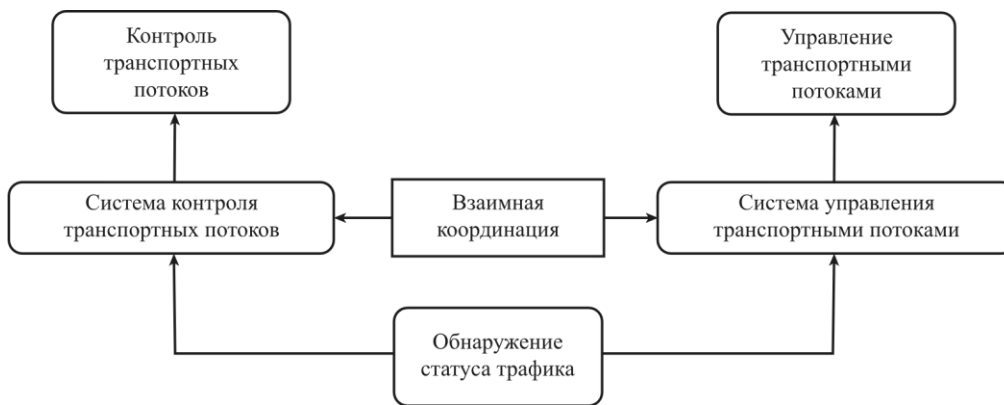 Контроль
транспортных
потоков
Управление
транспортными
потоками
Система контроля
транспортных потоков
Взаимная
координация
Система управления
транспортными потоками
Обнаружение
статуса трафика